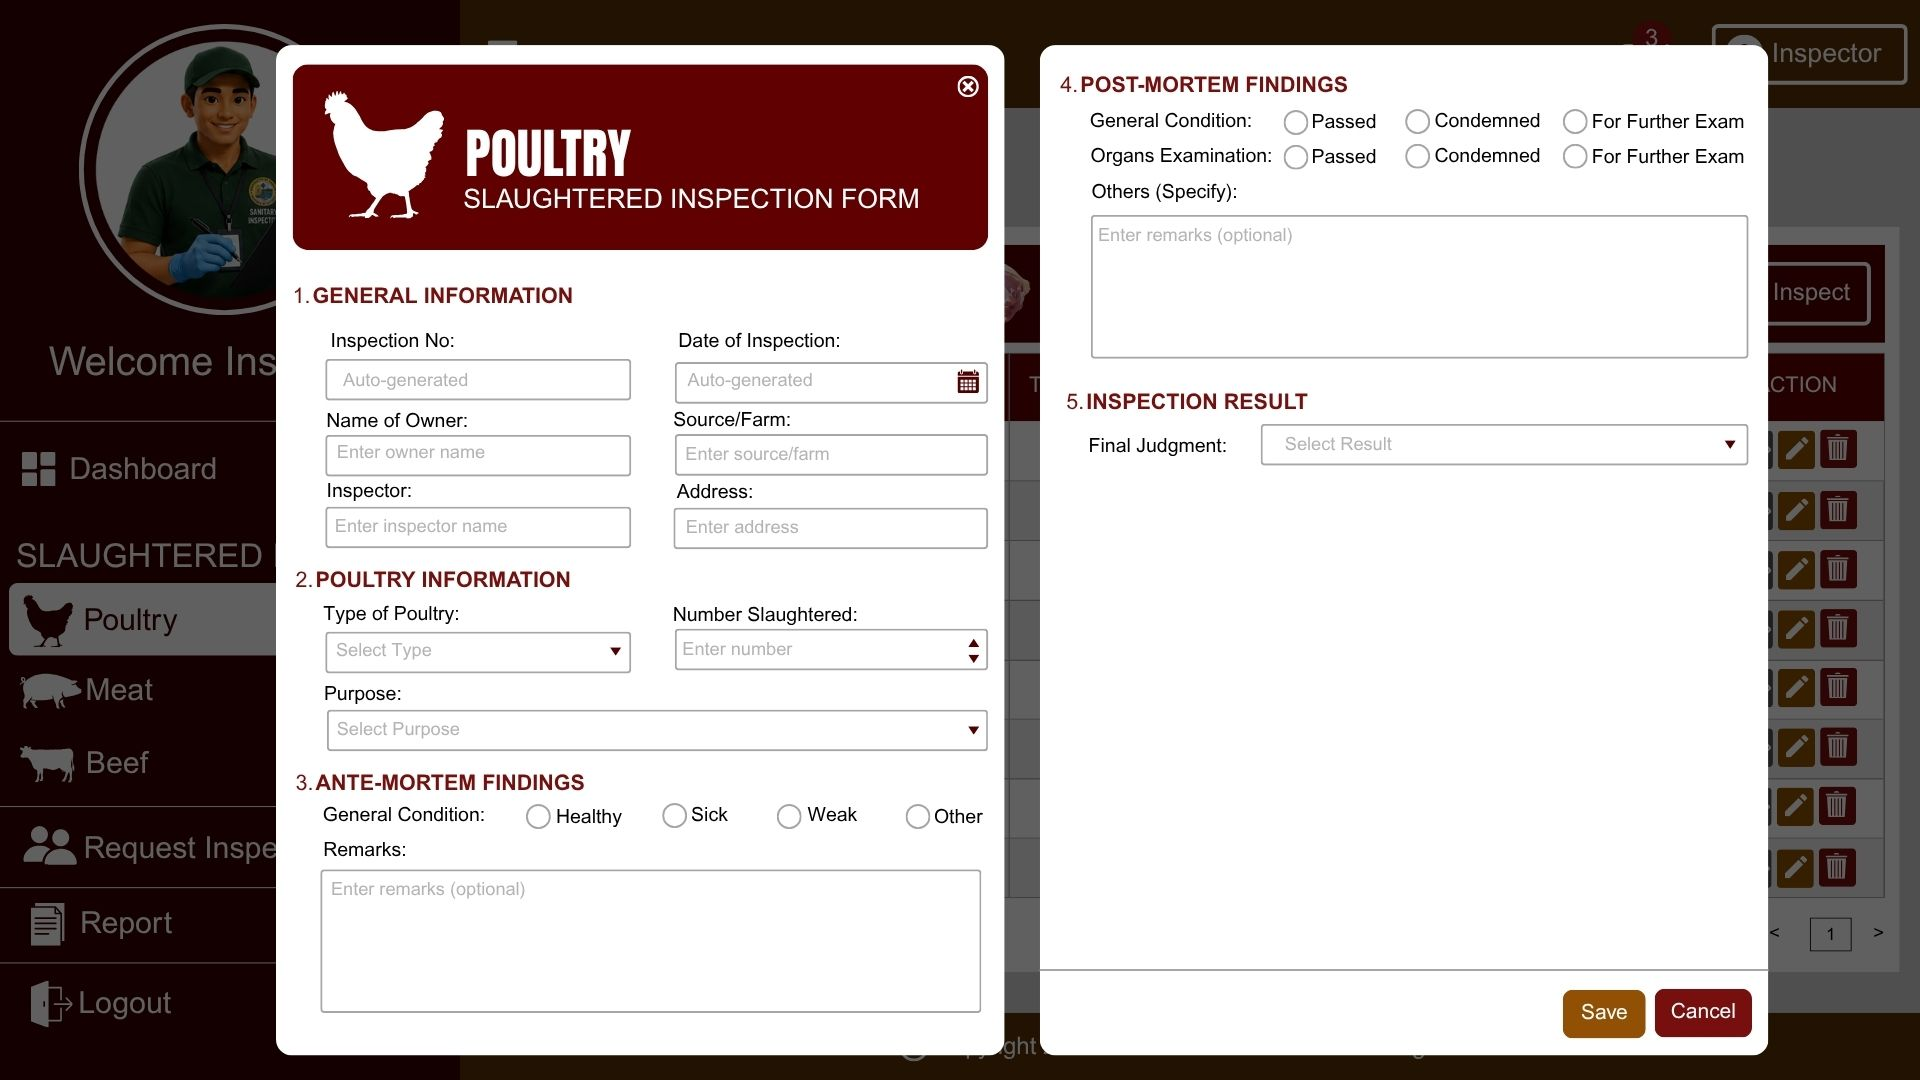 3
Inspector
Welcome Ins
Dashboard
SLAUGHTERED
Poultry
Meat
Beef
Request Inspe
Report
Logout
POULTRY
SLAUGHTERED INSPECTION FORM
1. GENERAL INFORMATION
Inspection No:
Date of Inspection:
Auto-generated
Auto-generated
Name of Owner:
Source/Farm:
Enter owner name
Enter source/farm
Inspector:
Address:
Enter inspector name
Enter address
2. POULTRY INFORMATION
Type of Poultry:
Number Slaughtered:
Select Type
Enter number
Purpose:
Select Purpose
3. ANTE-MORTEM FINDINGS
General Condition: Healthy Sick Weak Other
Remarks:
Enter remarks (optional)
4. POST-MORTEM FINDINGS
General Condition: Passed Condemned For Further Exam
Organs Examination: Passed Condemned For Further Exam
Others (Specify):
Enter remarks (optional)
5. INSPECTION RESULT
Final Judgment: Select Result
Save
Cancel
Inspect
ACTION
< 1 >
SANITARY